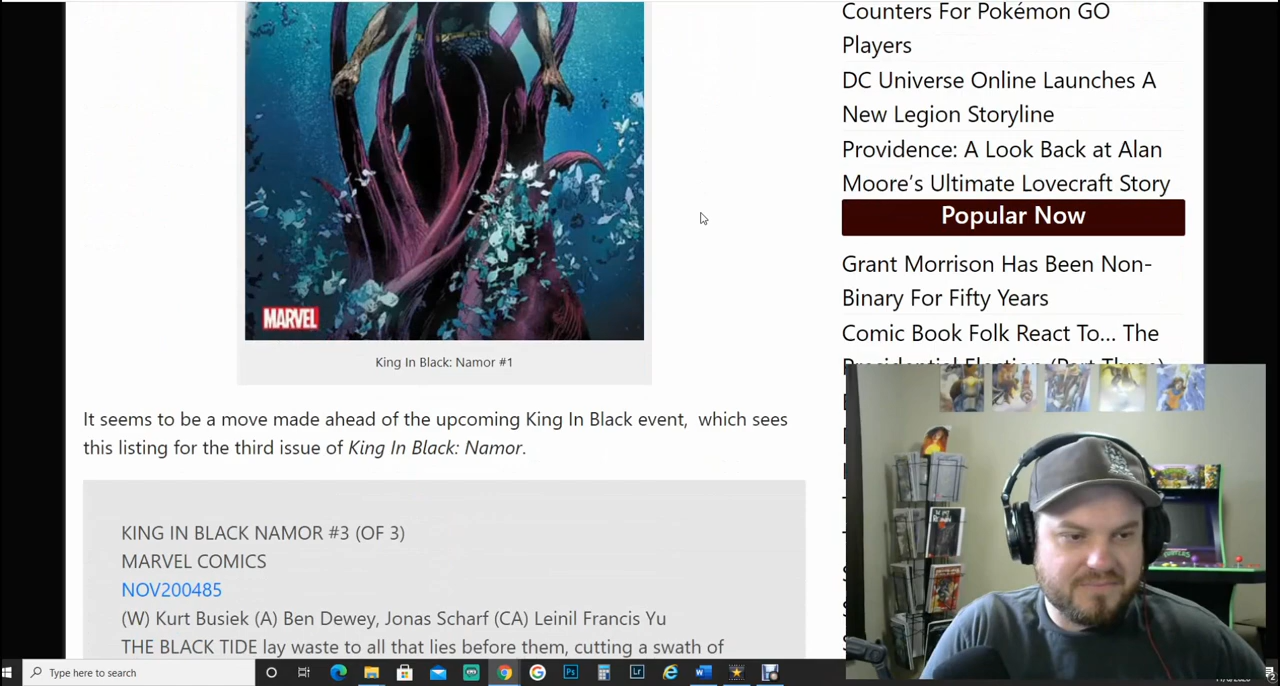 Counters For Pokémon GO
Players
DC Universe Online Launches A
New Legion Storyline
Providence: A Look Back at Alan
Moore's Ultimate Lovecraft Story
Popular Now
Grant Morrison Has Been Non-
Binary For Fifty Years
Comic Book Folk React To... The
Presidential Election (Part Three)
MARVEL
King In Black: Namor #1
It seems to be a move made ahead of the upcoming King In Black event,  which sees
this listing for the third issue of King In Black: Namor.
KING IN BLACK NAMOR #3 (OF 3)
MARVEL COMICS
NOV200485
(W) Kurt Busiek (A) Ben Dewey, Jonas Scharf (CA) Leinil Francis Yu
THE BLACK TIDE lay waste to all that lies before them, cutting a swath of
Type here to search